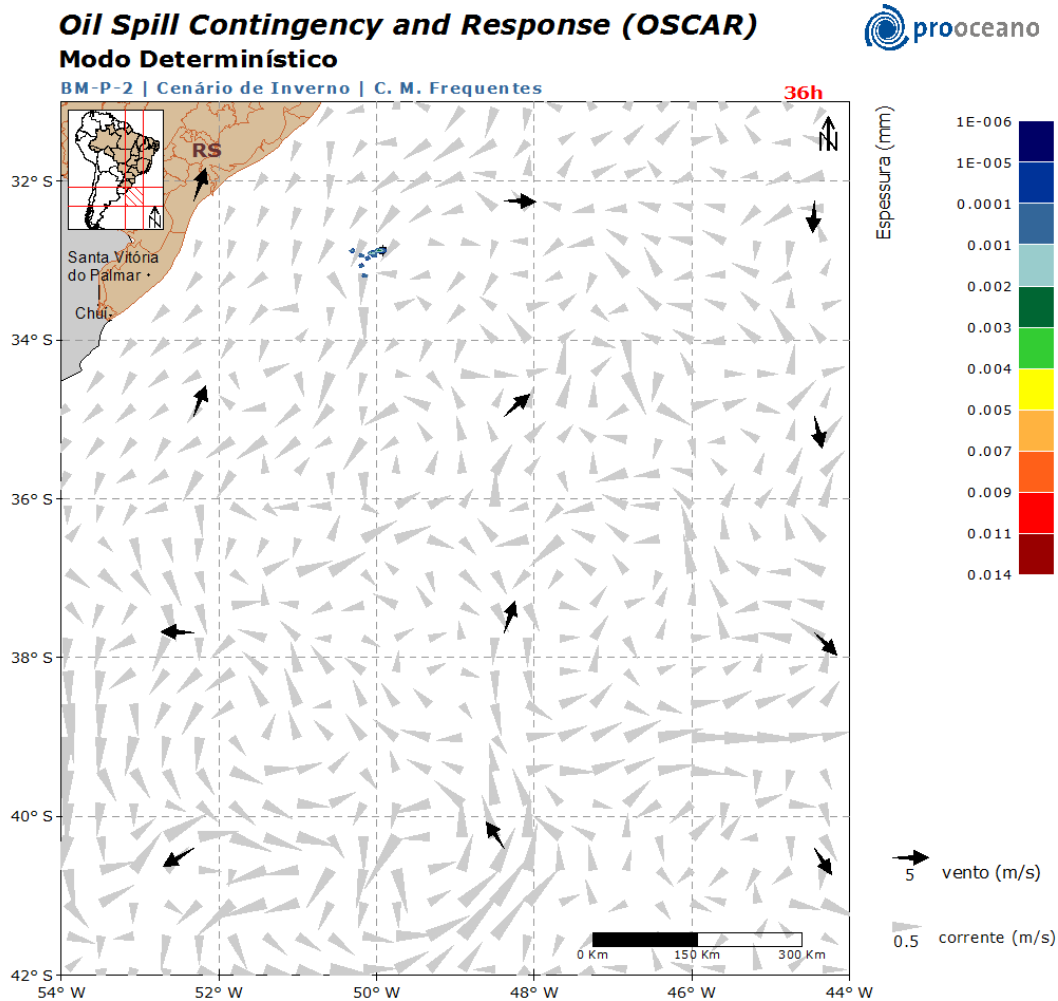 Oil Spill Contingency and Response (OSCAR)
prooceano
Modo Determinístico
BM-P-2 | Cenário de Inverno | C. M. Frequentes
36h
N
RS
N
Santa Vitória
do Palmar
Chuí
32° S
34° S
36° S
38° S
40° S
42° S
54° W
52° W
50° W
48° W
46° W
44° W
0 Km
150 Km
300 Km
Espessura (mm)
1E-006
1E-005
0.0001
0.001
0.002
0.003
0.004
0.005
0.007
0.009
0.011
0.014
5
vento (m/s)
0.5
corrente (m/s)